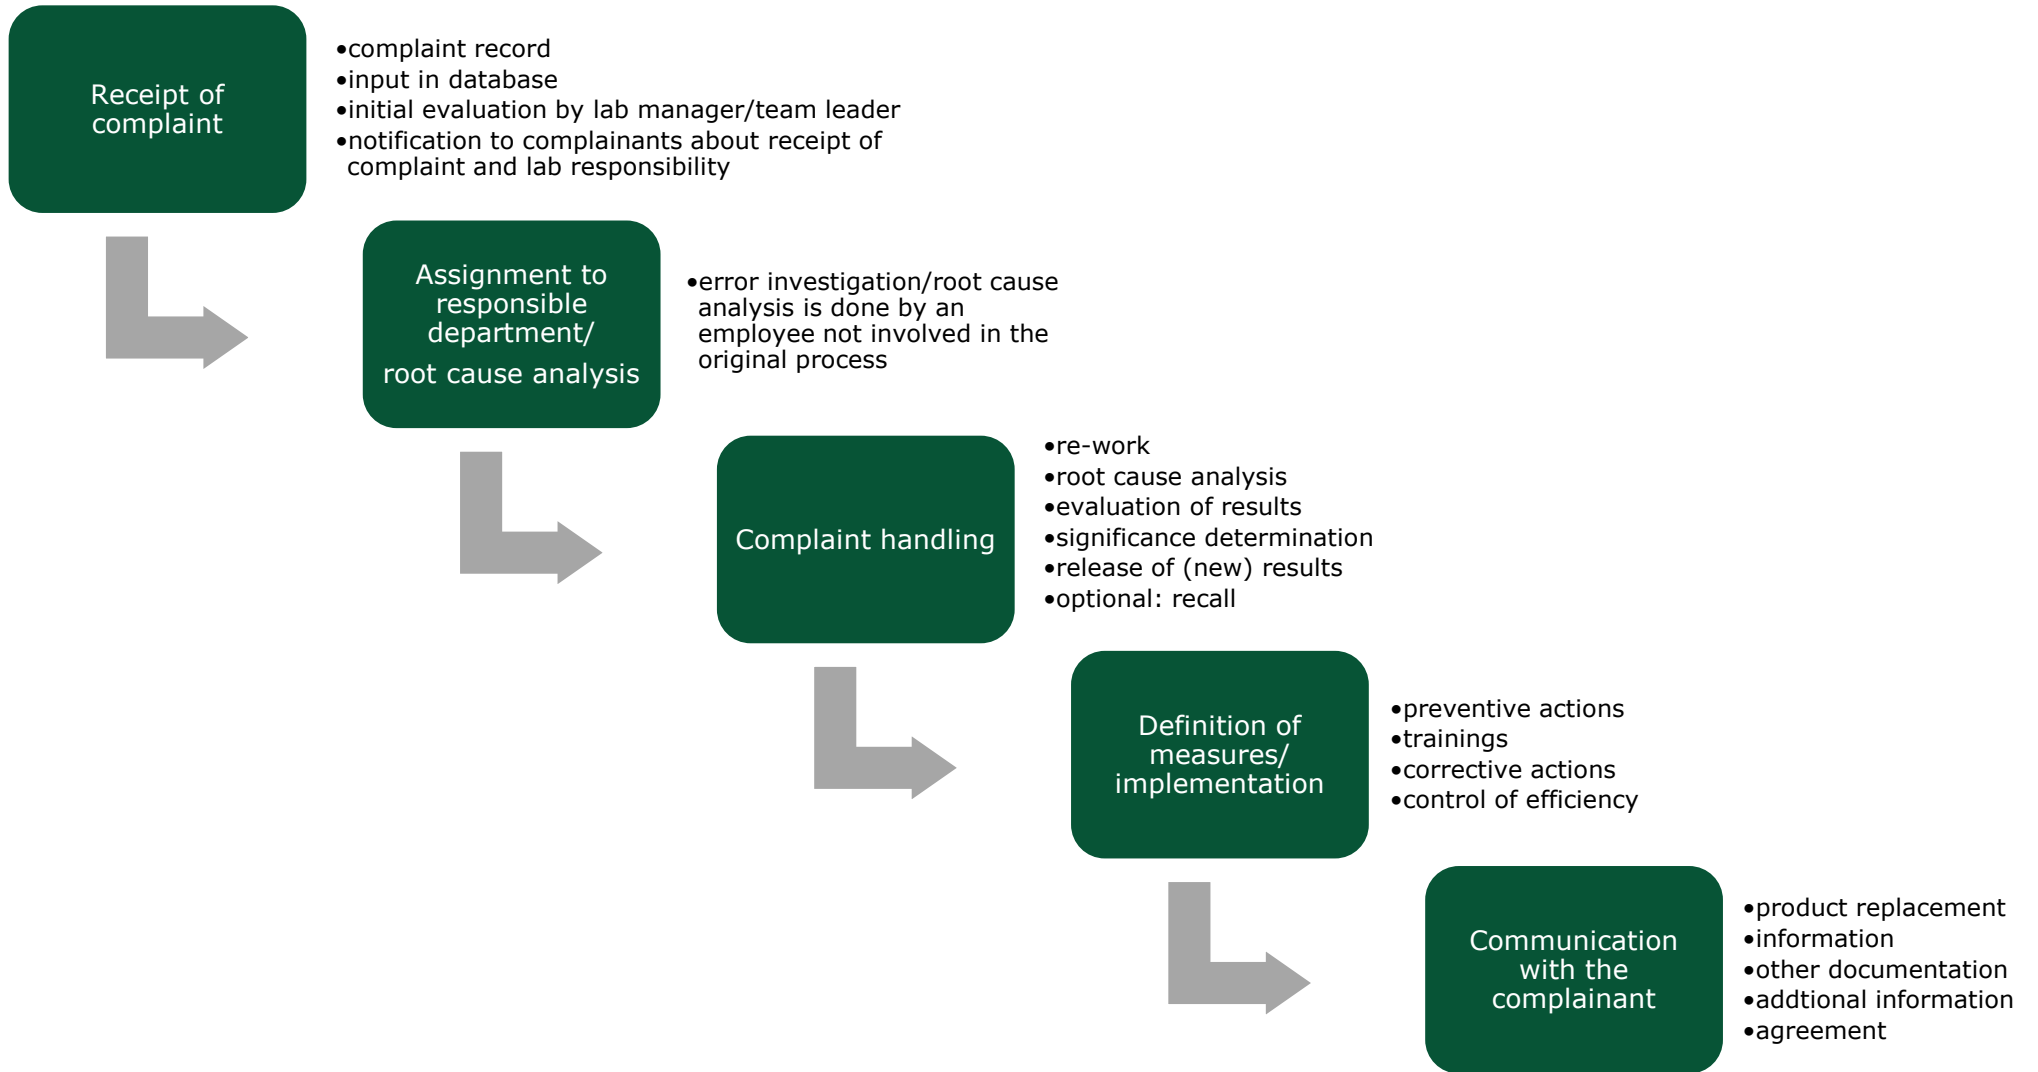 Receipt of
complaint
•complaint record
•input in database
•initial evaluation by lab manager/team leader
•notification to complainants about receipt of
complaint and lab responsibility
Assignment to
responsible
department/
root cause analysis
•error investigation/root cause
analysis is done by an
employee not involved in the
original process
Complaint handling
•re-work
•root cause analysis
•evaluation of results
•significance determination
•release of (new) results
•optional: recall
Definition of
measures/
implementation
•preventive actions
•trainings
•corrective actions
•control of efficiency
Communication
with the
complainant
•product replacement
•information
•other documentation
•addtional information
•agreement